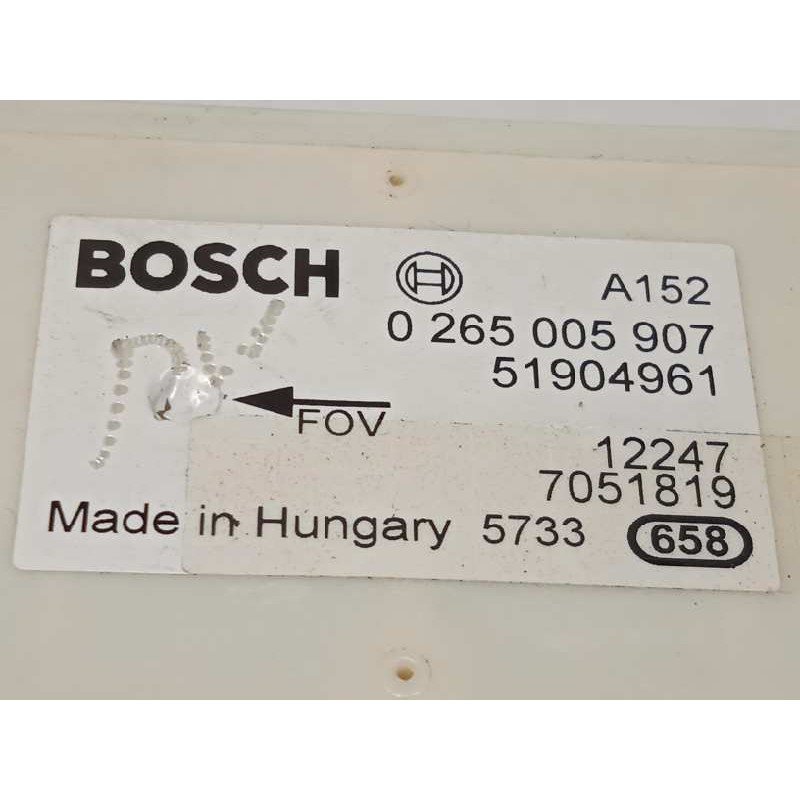 BOSCH
A152
0 265 005 907
51904961
FOV
12247
7051819
Made in Hungary 5733 658